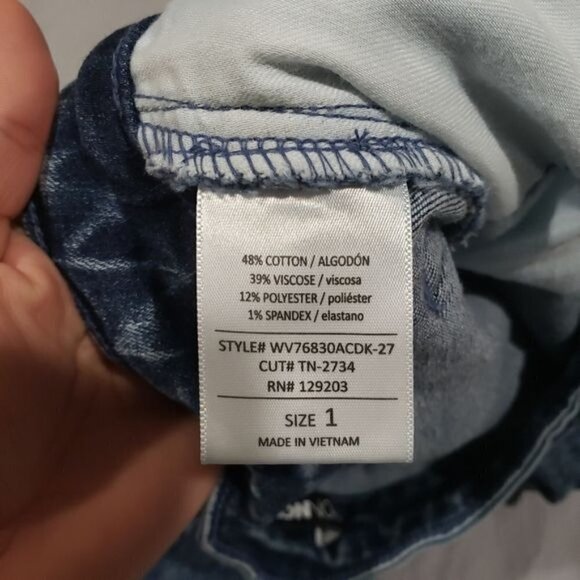 48% COTTON / ALGODÓN
39% VISCOSE / viscosa
12% POLYESTER / poliéster
1% SPANDEX / elastano
STYLE# WV76830ACDK-27
CUT# TN-2734
RN# 129203
SIZE 1
MADE IN VIETNAM